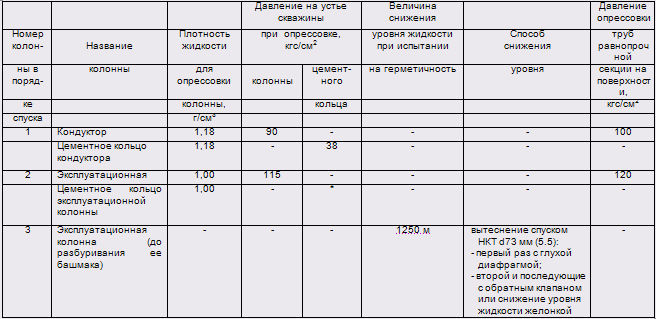 Давление на устье Величина Давление
скважины снижения опрессовки
Номер Плотность при опрессовке, уровня жидкости Способ труб
колон- Название жидкости кгс/см² при испытании снижения равнопроч
ной
ны в колонны для цемент- на герметичность уровня секции на
поряд- опрессовки колонны ного поверхност
и,
ке колонны, кольца кгс/см²
спуска г/см³
1 Кондуктор 1,18 90 - - - 100
Цементное кольцо 1,18 - 38 - - -
кондуктора
2 Эксплуатационная 1,00 115 - - - 120
Цементное кольцо 1,00 - * - - -
эксплуатационной
колонны
3 Эксплуатационная - - - 1250 м вытеснение спуском -
колонна (до НКТ d73 мм (5.5):
разбуривания ее - первый раз с глухой
башмака) диафрагмой;
- второй и последующие
с обратным клапаном
или снижение уровня
жидкости желонкой